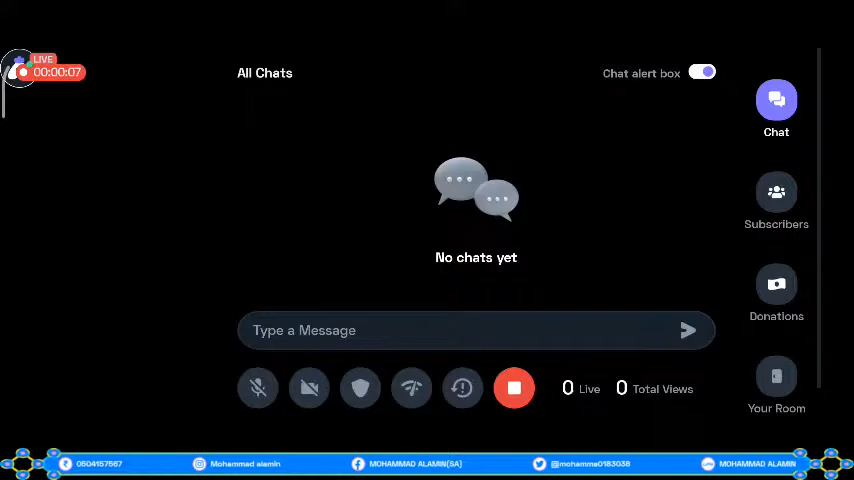 LIVE
00:00:07
All Chats
Chat alert box
Chat
No chats yet
Subscribers
Donations
Type a Message
0 Live
0 Total Views
Your Room
0504157567
Mohammad alamin
MOHAMMAD ALAMIN(SA)
@mohamma0183038
MOHAMMAD ALAMIN